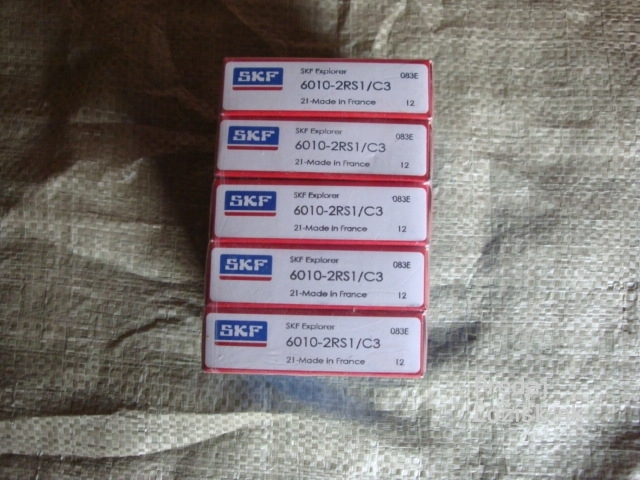 SKF
SKF Explorer
083E
6010-2RS1/C3
21-Made in France
12
SKF
SKF Explorer
083E
6010-2RS1/C3
21-Made in France
12
SKF
SKF Explorer
083E
6010-2RS1/C3
21-Made in France
12
SKF
SKF Explorer
083E
6010-2RS1/C3
21-Made in France
12
SKF
SKF Explorer
083E
6010-2RS1/C3
21-Made in France
12